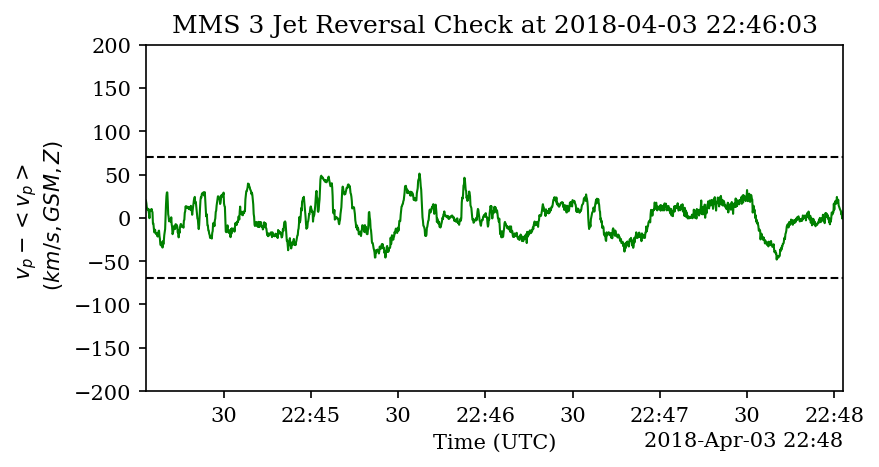 MMS 3 Jet Reversal Check at 2018-04-03 22:46:03
v_p − < v_p >
(km/s, GSM, Z)
200
150
100
50
0
−50
−100
−150
−200
30 22:45 30 22:46 30 22:47 30 22:48
Time (UTC) 2018-Apr-03 22:48